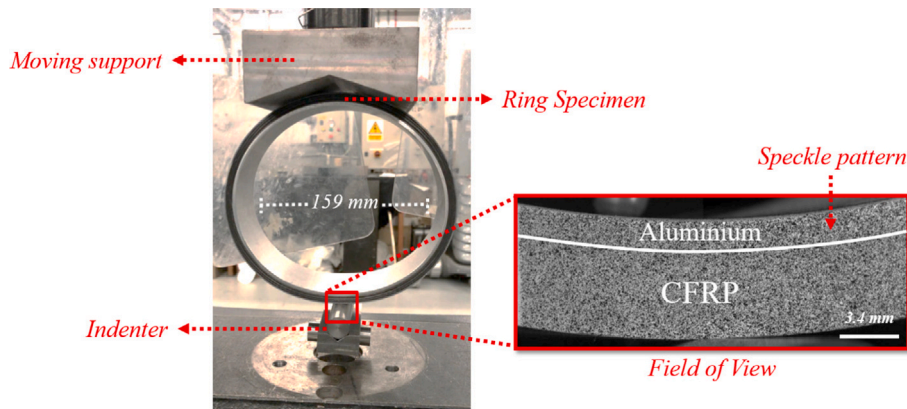 Moving support
Ring Specimen
Speckle pattern
159 mm
Aluminium
CFRP
Indenter
3.4 mm
Field of View